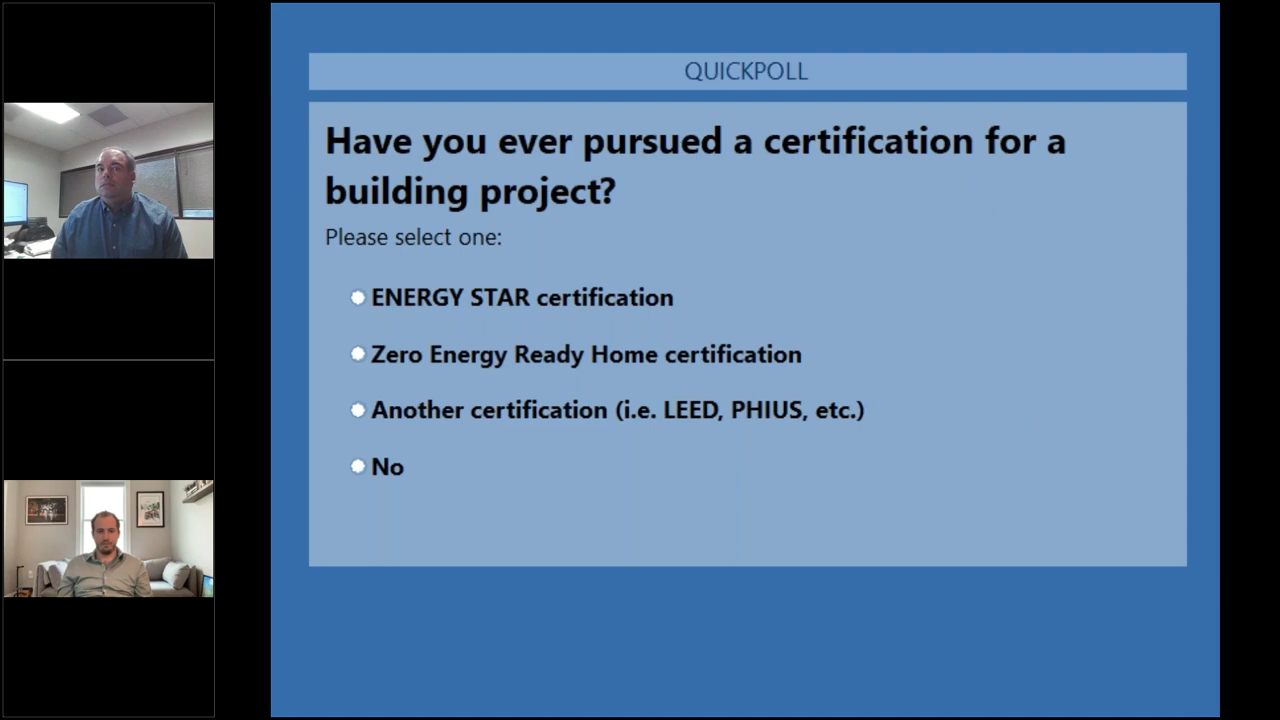 QUICKPOLL
Have you ever pursued a certification for a
building project?
Please select one:
ENERGY STAR certification
Zero Energy Ready Home certification
Another certification (i.e. LEED, PHIUS, etc.)
No